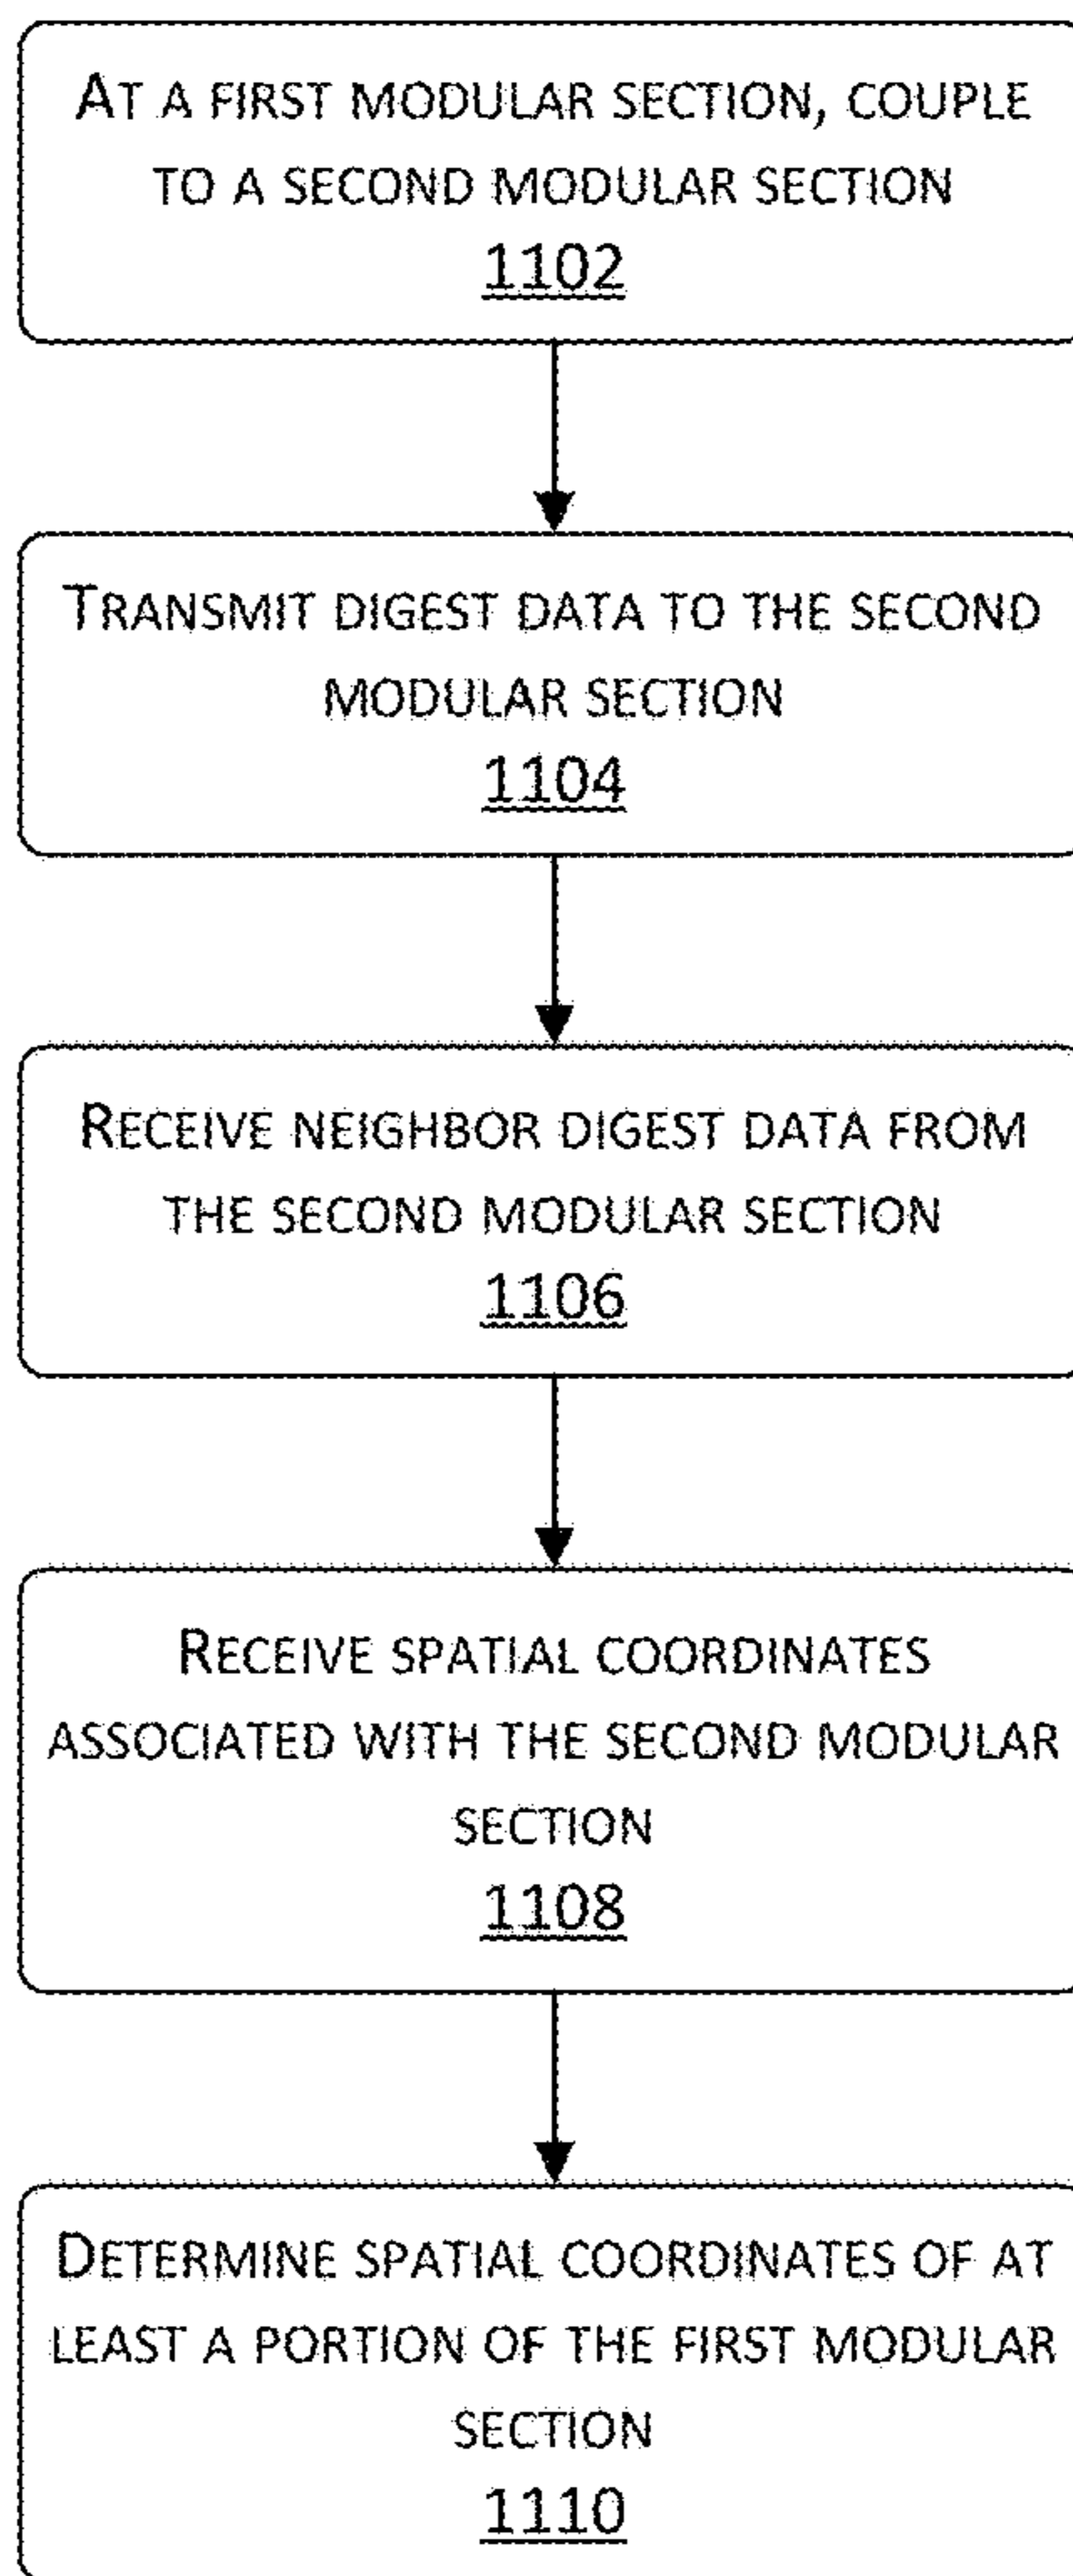 AT A FIRST MODULAR SECTION, COUPLE
TO A SECOND MODULAR SECTION
1102
TRANSMIT DIGEST DATA TO THE SECOND
MODULAR SECTION
1104
RECEIVE NEIGHBOR DIGEST DATA FROM
THE SECOND MODULAR SECTION
1106
RECEIVE SPATIAL COORDINATES
ASSOCIATED WITH THE SECOND MODULAR
SECTION
1108
DETERMINE SPATIAL COORDINATES OF AT
LEAST A PORTION OF THE FIRST MODULAR
SECTION
1110